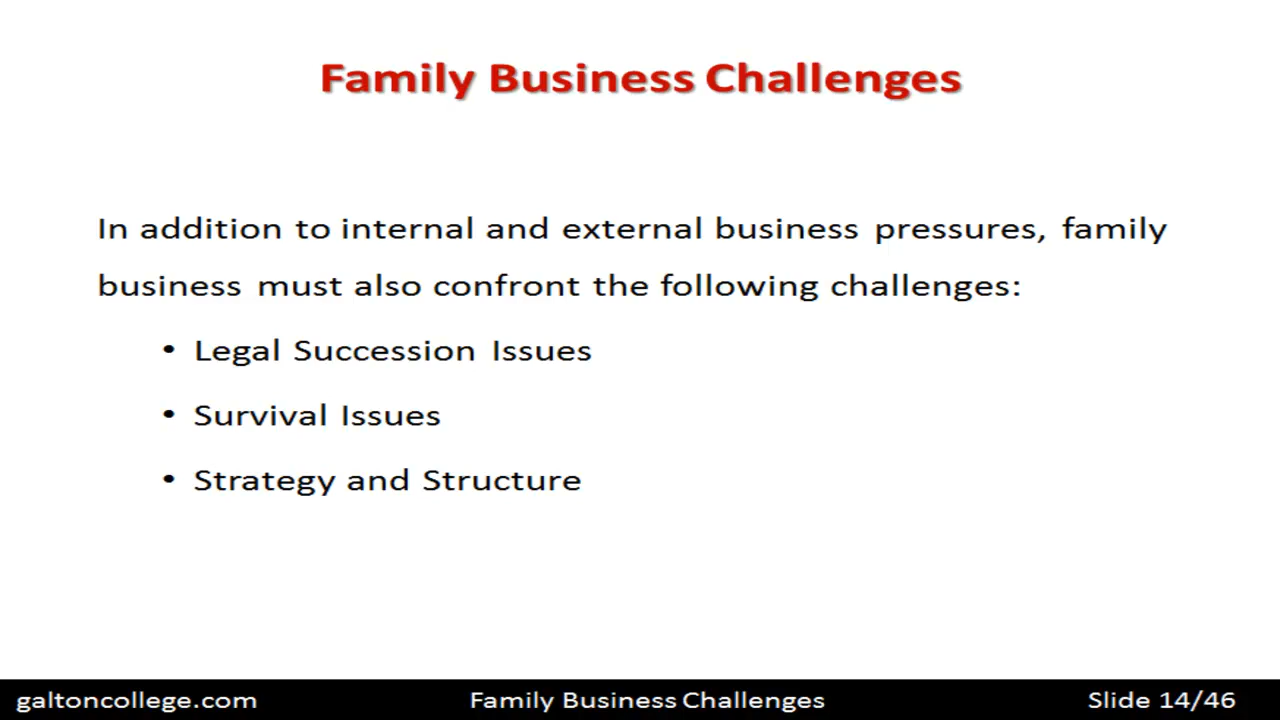 Family Business Challenges
In addition to internal and external business pressures, family
business must also confront the following challenges:
• Legal Succession Issues
• Survival Issues
• Strategy and Structure
galtoncollege.com Family Business Challenges Slide 14/46